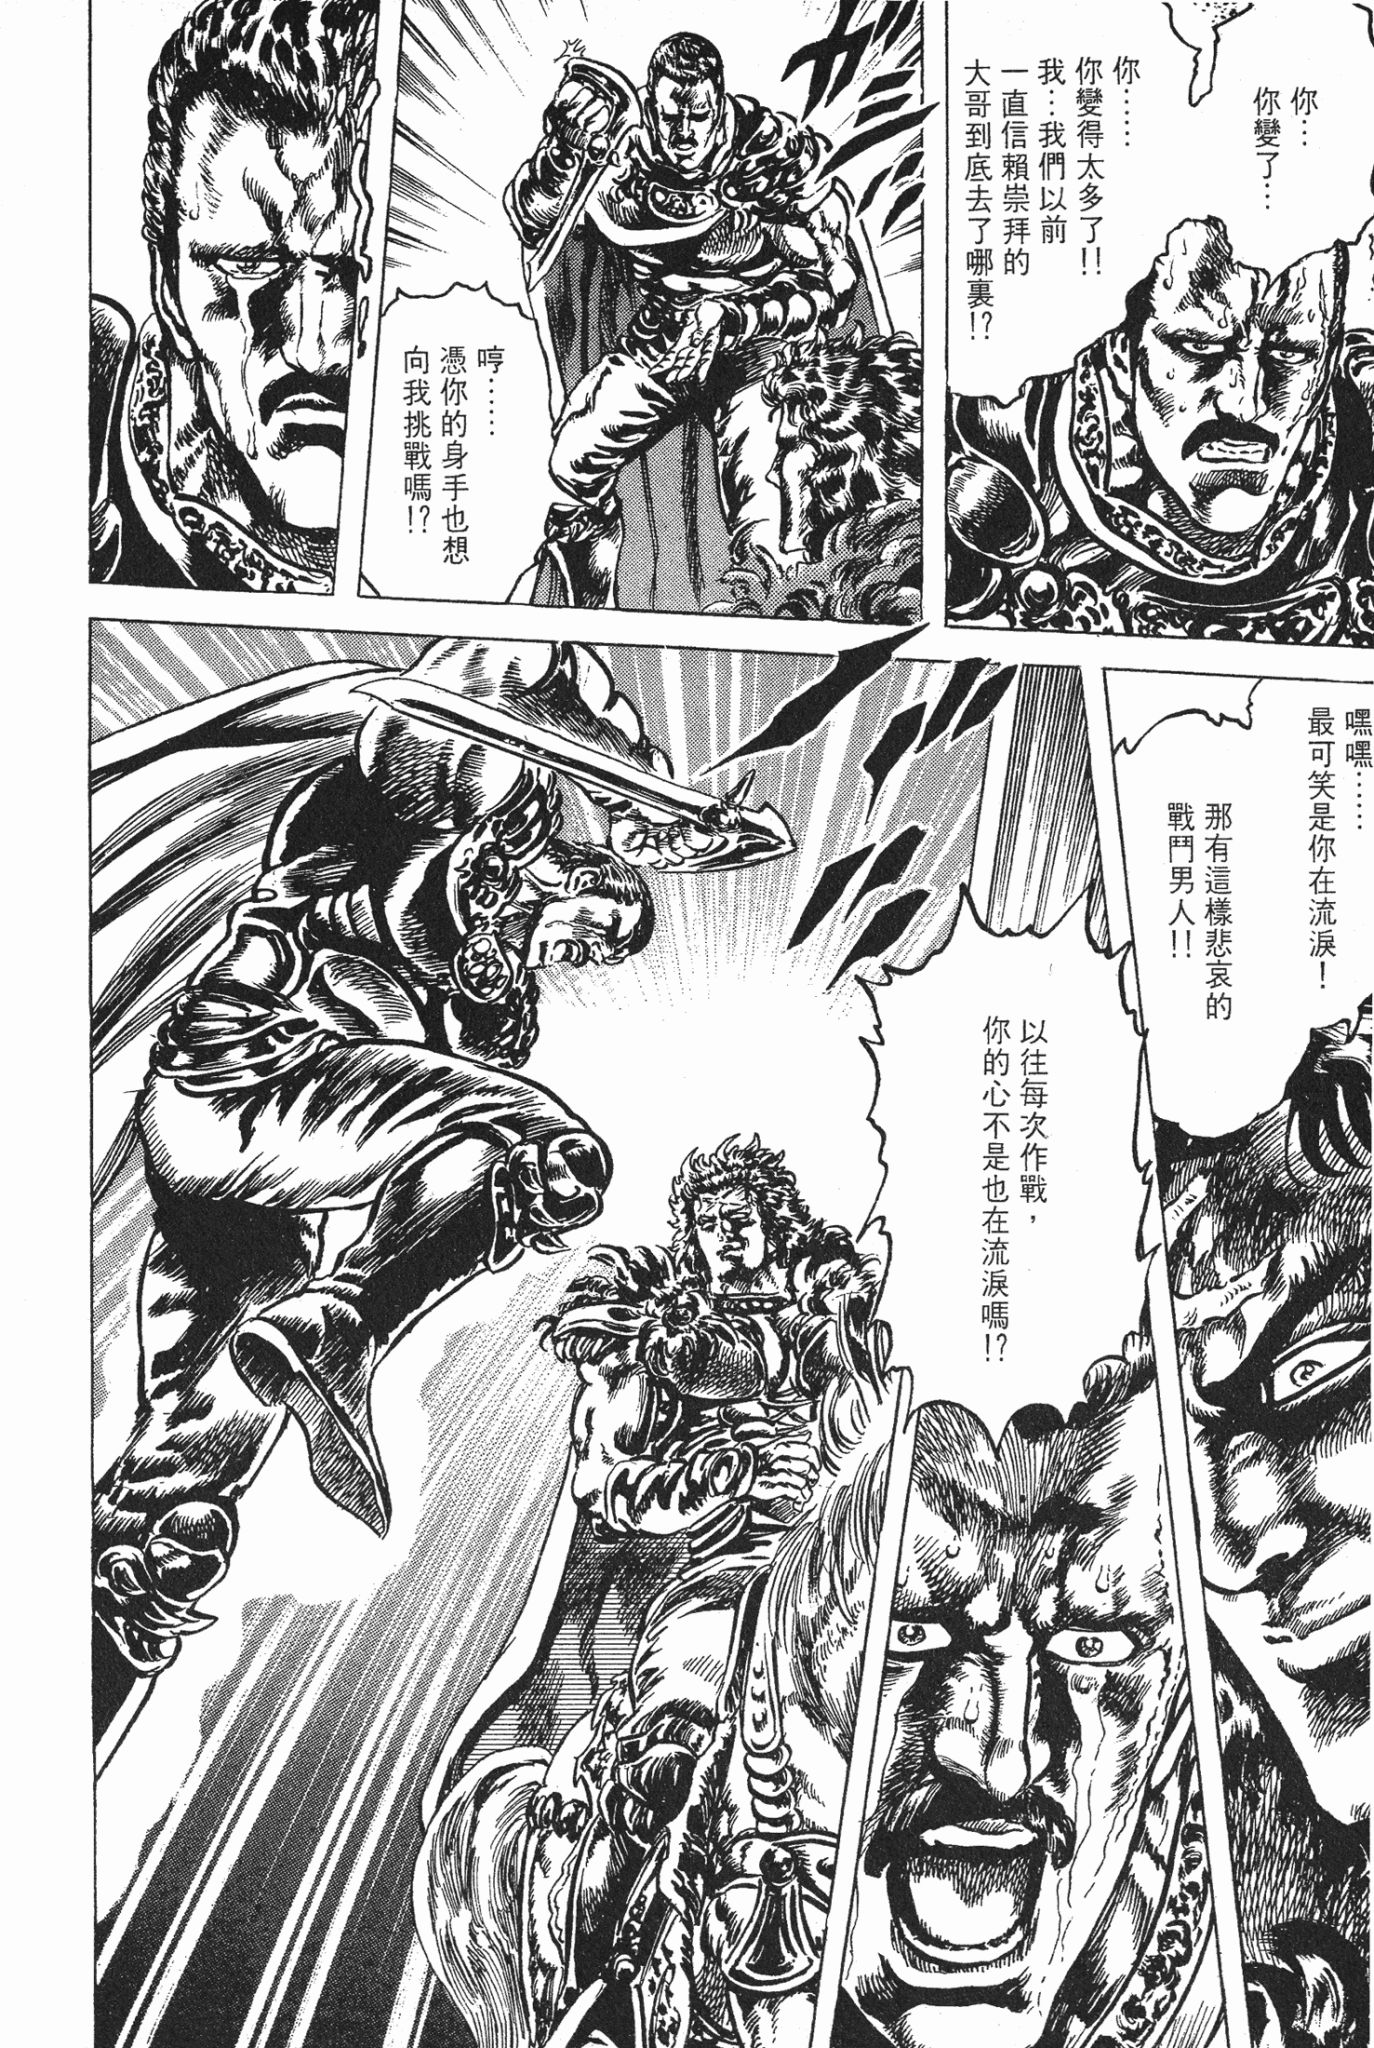 你…
你變了…
你……
你變得太多了!!
我…我們以前
一直信賴崇拜的
大哥到底去了哪裏!?
ガッ
哼……
憑你的身手也想
向我挑戰嗎!?
嘿嘿……
最可笑是你在流淚!
那有這樣悲哀的
戰鬥男人!!
以往每次作戰，
你的心不是也在流淚嗎!?